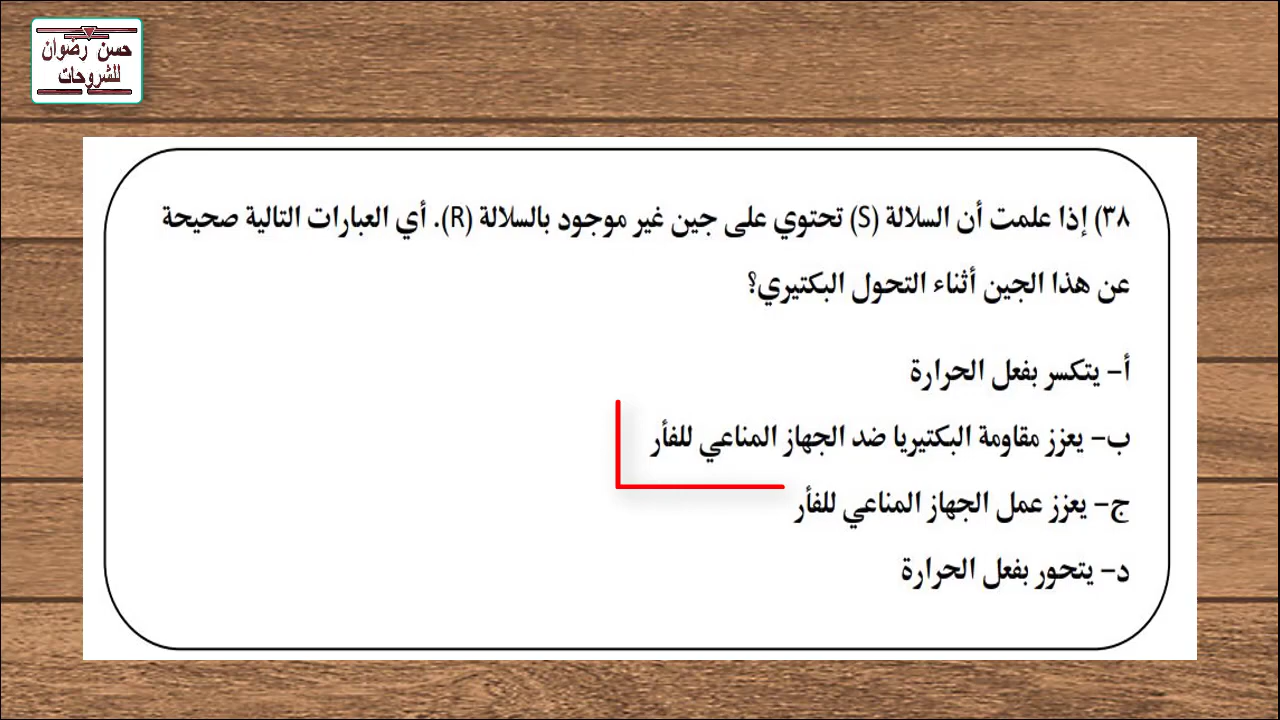 حسن رضوان
للشروحات
٣٨) إذا علمت أن السلالة (S) تحتوي على جين غير موجود بالسلالة (R). أي العبارات التالية صحيحة
عن هذا الجين أثناء التحول البكتيري؟
أ- يتكسر بفعل الحرارة
ب- يعزز مقاومة البكتيريا ضد الجهاز المناعي للفأر
ج- يعزز عمل الجهاز المناعي للفأر
د- يتحور بفعل الحرارة